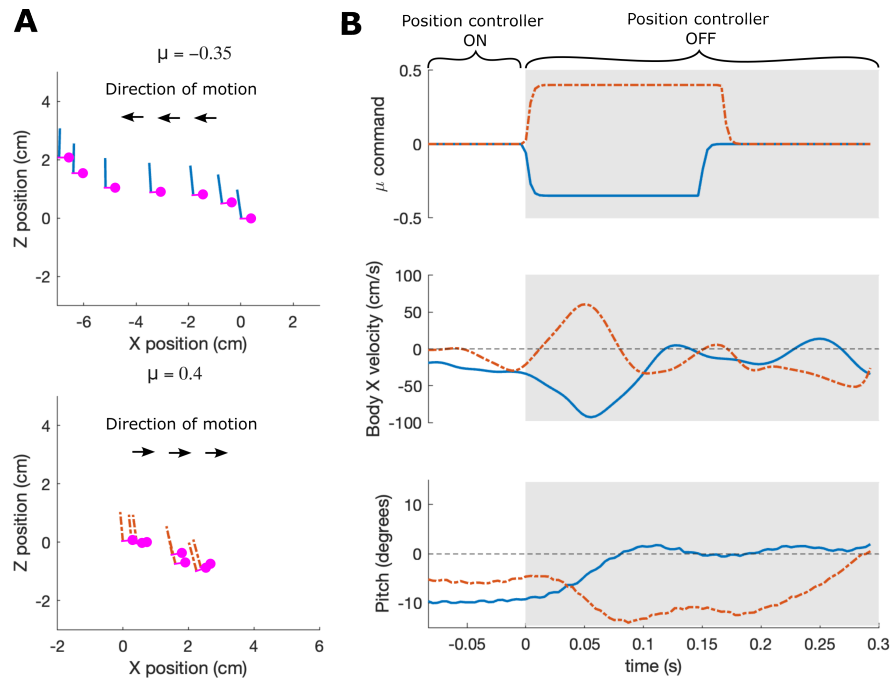 A
μ = −0.35
Direction of motion
4
2
0
-2
Z position (cm)
-6
-4
-2
0
2
X position (cm)
μ = 0.4
Direction of motion
4
2
0
-2
Z position (cm)
-2
0
2
4
6
X position (cm)
B
Position controller
ON
Position controller
OFF
0.5
0
-0.5
μ command
100
50
0
-50
-100
Body X velocity (cm/s)
10
0
-10
Pitch (degrees)
-0.05
0
0.05
0.1
0.15
0.2
0.25
0.3
time (s)